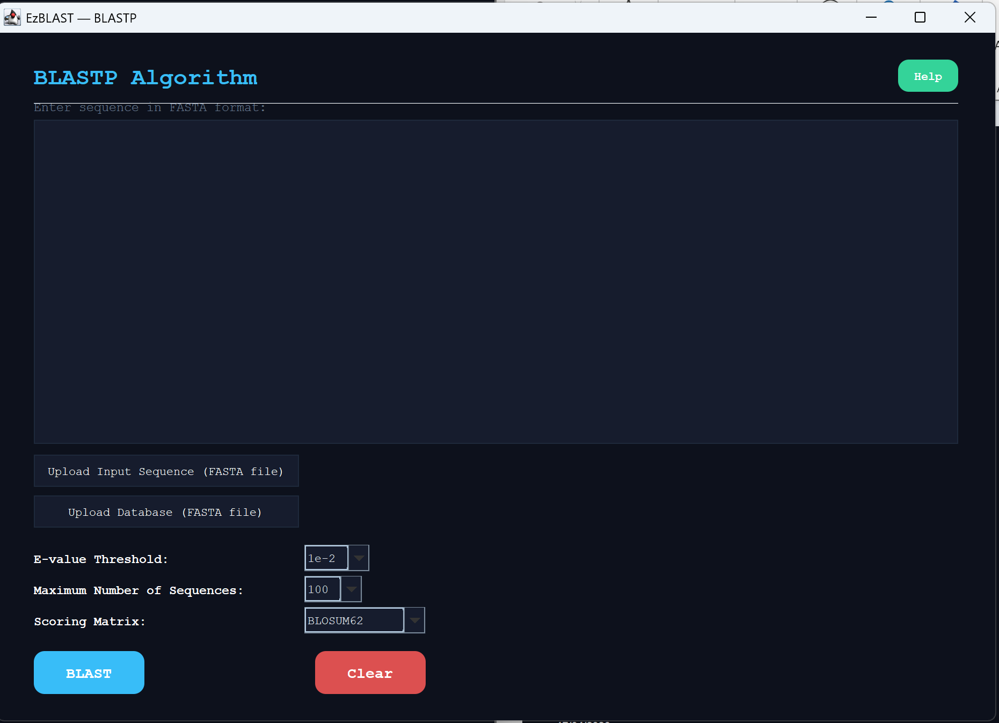 EzBLAST — BLASTP
BLASTP Algorithm
Help
Enter sequence in FASTA format:
Upload Input Sequence (FASTA file)
Upload Database (FASTA file)
E-value Threshold:
1e-2
Maximum Number of Sequences:
100
Scoring Matrix:
BLOSUM62
BLAST
Clear